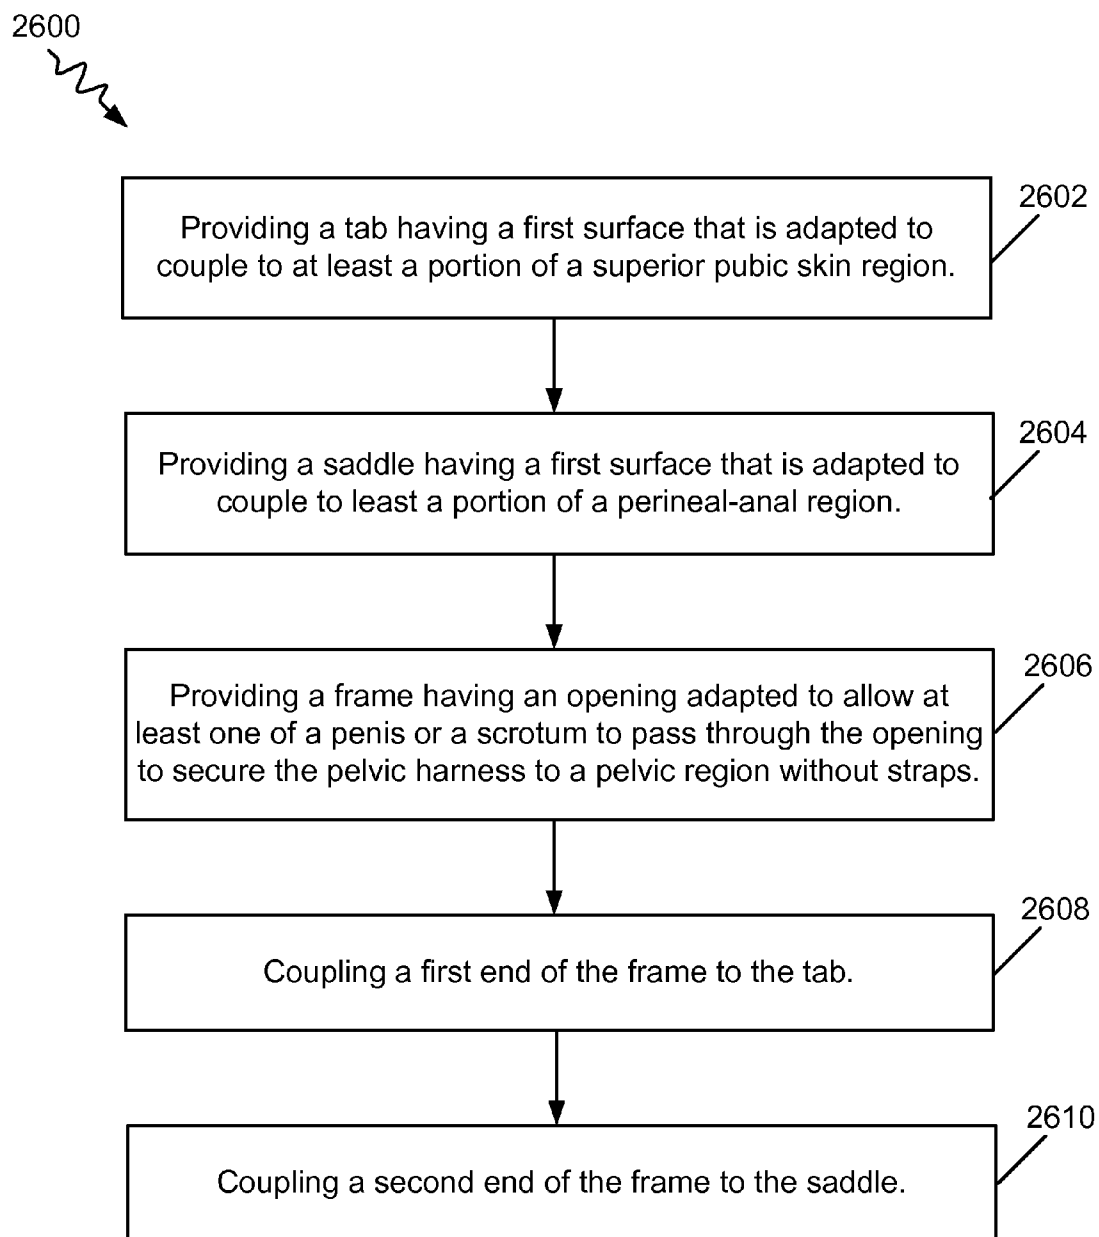 2600
2602
Providing a tab having a first surface that is adapted to
couple to at least a portion of a superior pubic skin region.
2604
Providing a saddle having a first surface that is adapted to
couple to least a portion of a perineal-anal region.
2606
Providing a frame having an opening adapted to allow at
least one of a penis or a scrotum to pass through the opening
to secure the pelvic harness to a pelvic region without straps.
2608
Coupling a first end of the frame to the tab.
2610
Coupling a second end of the frame to the saddle.